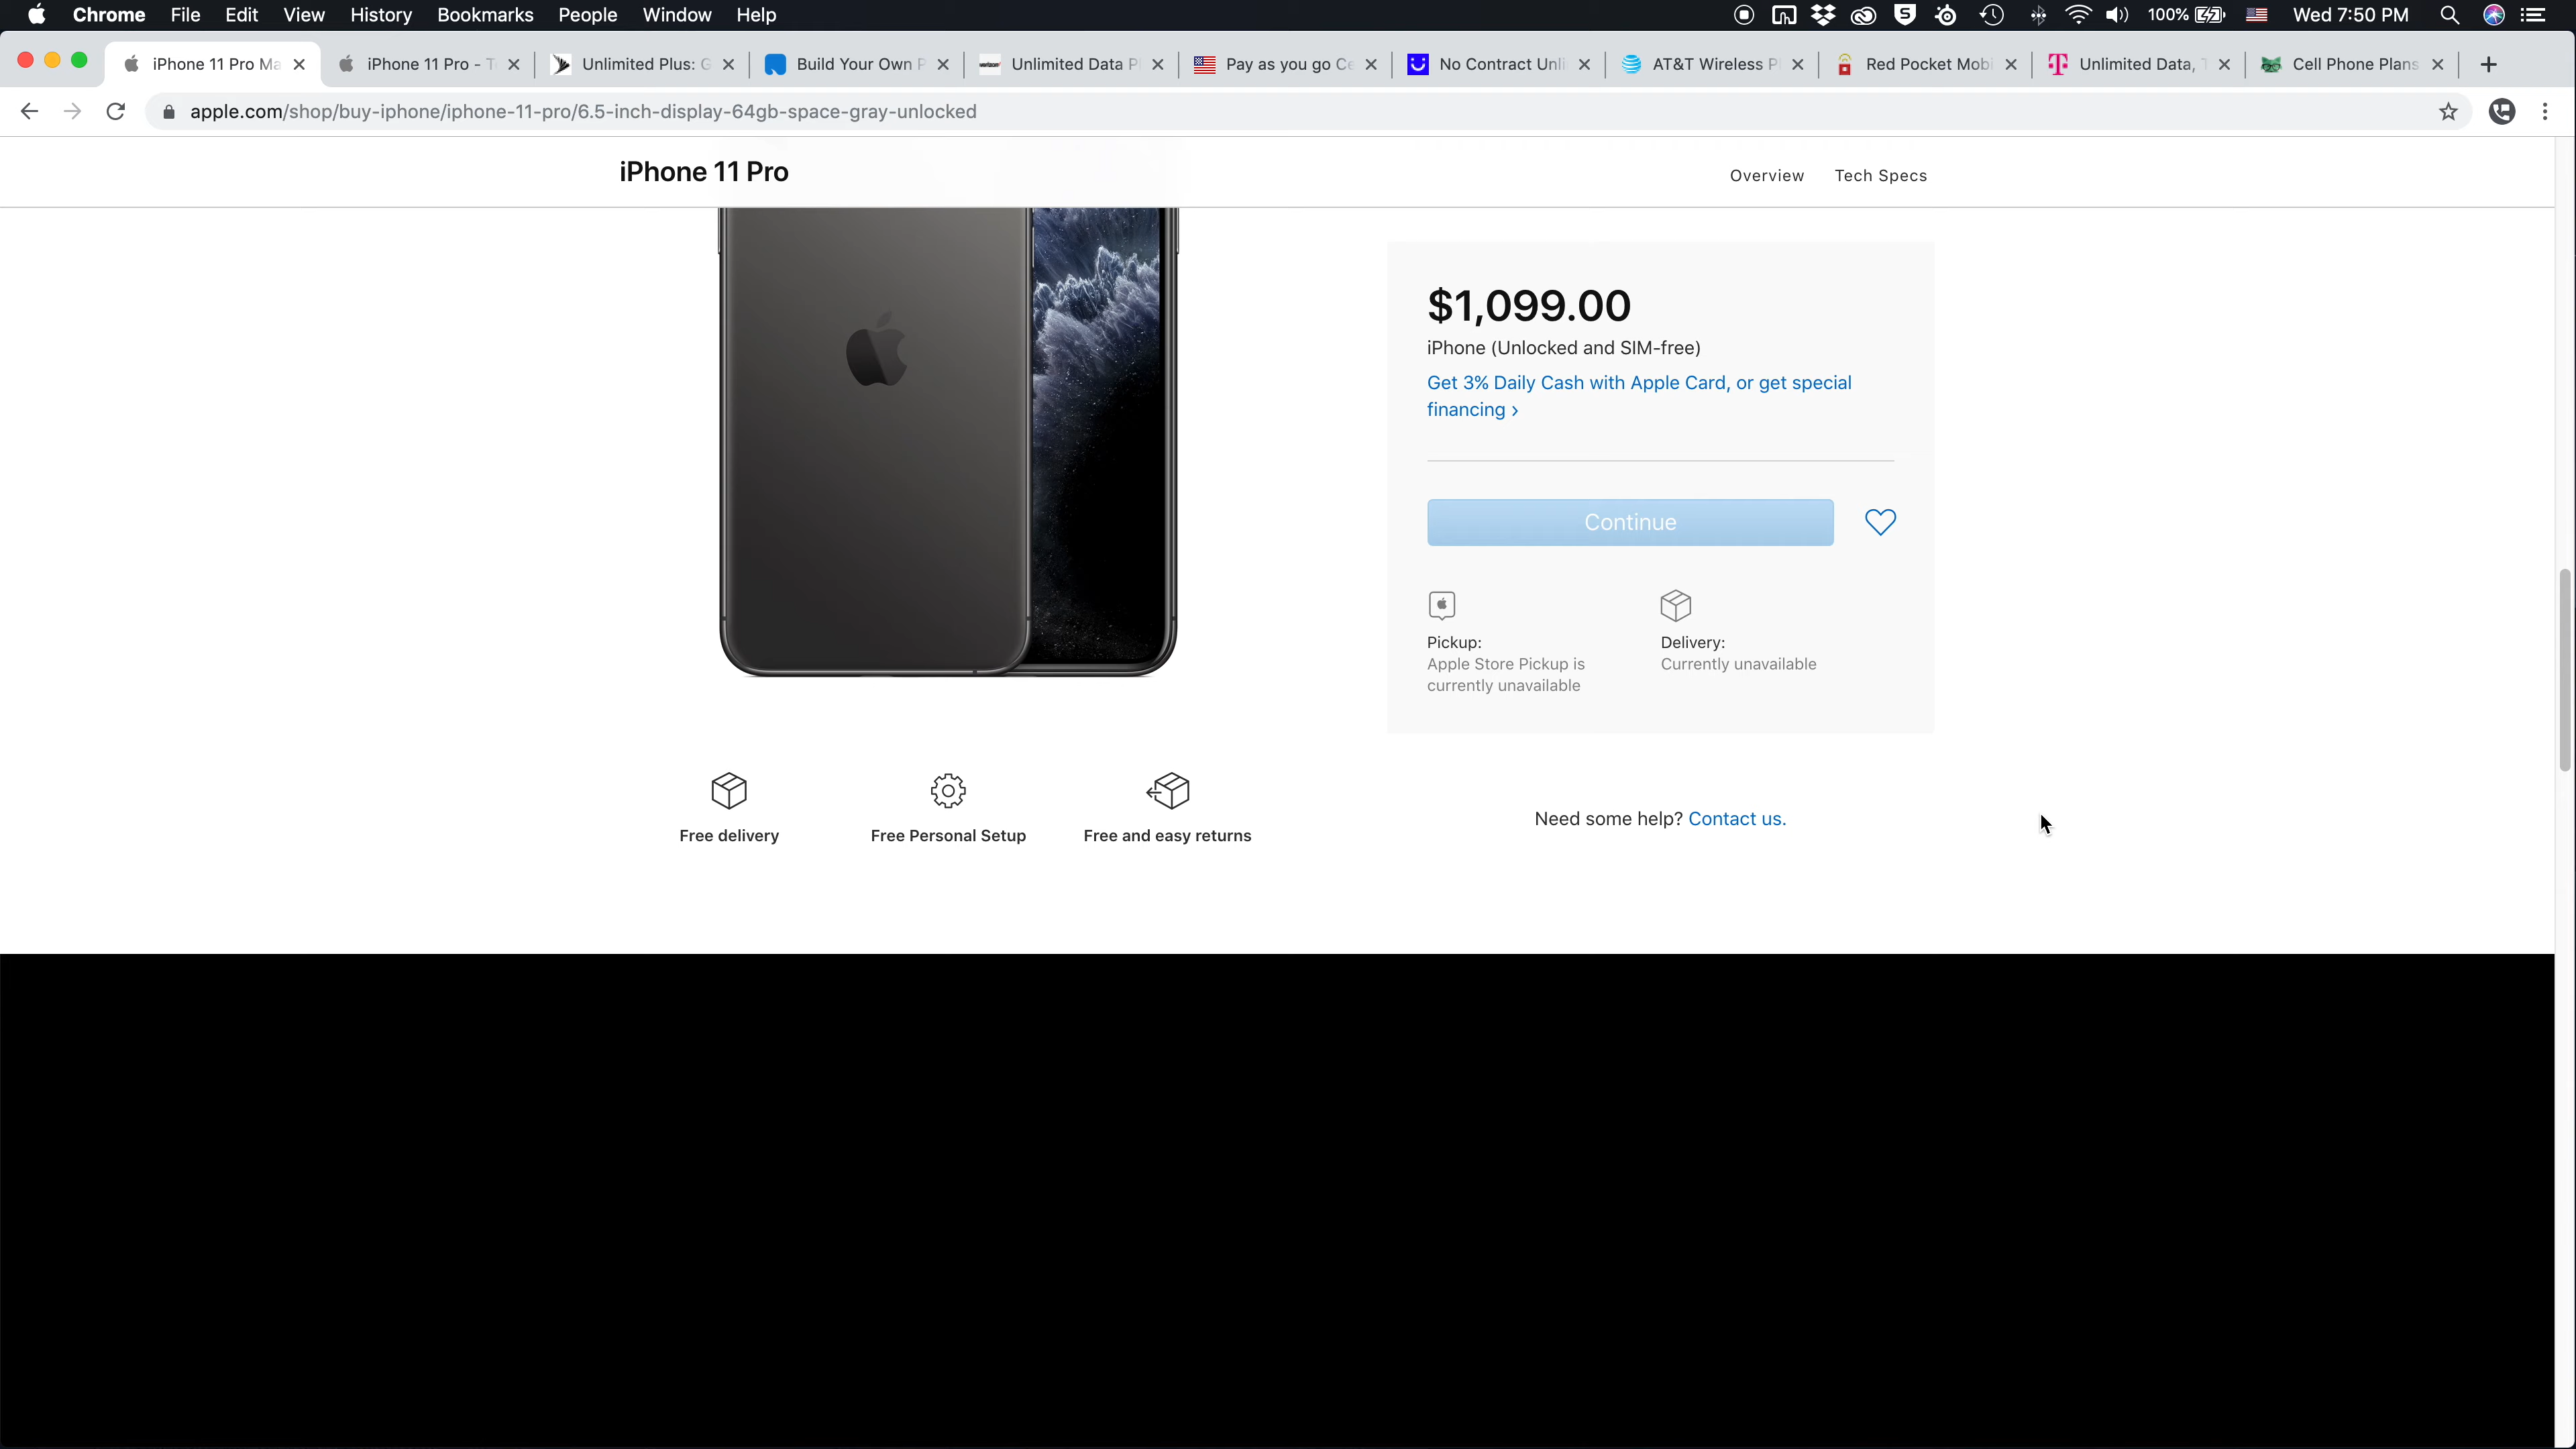 Chrome File Edit View History Bookmarks People Window Help 100% Wed 7:50 PM
iPhone 11 Pro Ma iPhone 11 Pro - T Unlimited Plus: G Build Your Own P Unlimited Data Pl Pay as you go Ce No Contract Unli AT&T Wireless Pl Red Pocket Mobi Unlimited Data, T Cell Phone Plans
apple.com/shop/buy-iphone/iphone-11-pro/6.5-inch-display-64gb-space-gray-unlocked
iPhone 11 Pro
Overview Tech Specs
$1,099.00
iPhone (Unlocked and SIM-free)
Get 3% Daily Cash with Apple Card, or get special
financing ›
Continue
Pickup:
Apple Store Pickup is
currently unavailable
Delivery:
Currently unavailable
Free delivery
Free Personal Setup
Free and easy returns
Need some help? Contact us.